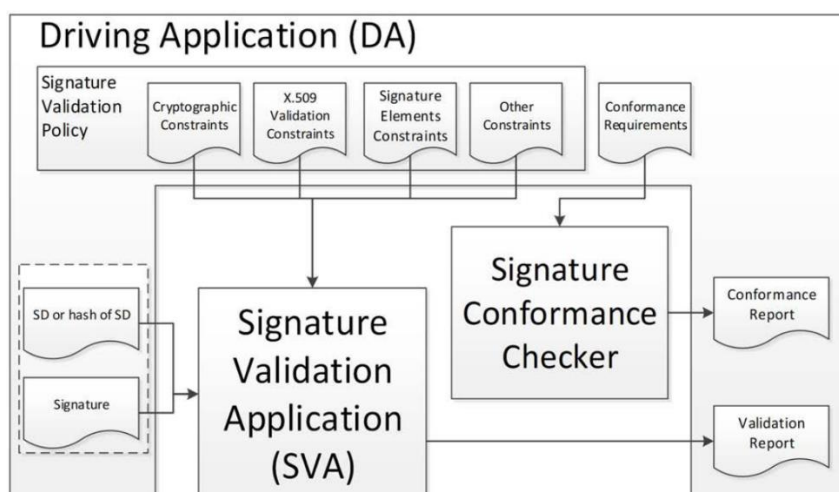 Driving Application (DA)
Signature
Validation
Policy
Cryptographic
Constraints
X.509
Validation
Constraints
Signature
Elements
Constraints
Other
Constraints
Conformance
Requirements
SD or hash of SD
Signature
Signature
Validation
Application
(SVA)
Signature
Conformance
Checker
Conformance
Report
Validation
Report